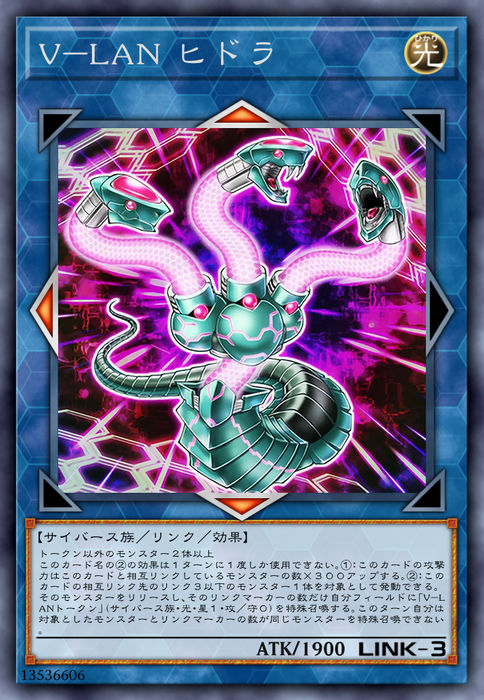 V−LAN ヒドラ
ひかり
光
【サイバース族／リンク／効果】
トークン以外のモンスター２体以上
このカード名の②の効果は１ターンに１度しか使用できない。①：このカードの攻撃
力はこのカードと相互リンクしているモンスターの数×３００アップする。②：このカ
ードの相互リンク先のリンク３以下のモンスター１体を対象として発動できる。
そのモンスターをリリースし、そのリンクマーカーの数だけ自分フィールドに「V−L
ANトークン」(サイバース族・光・星１・攻／守０)を特殊召喚する。このターン自分は
対象としたモンスターとリンクマーカーの数が同じモンスターを特殊召喚できない
。
ATK/1900 LINK-3
13536606